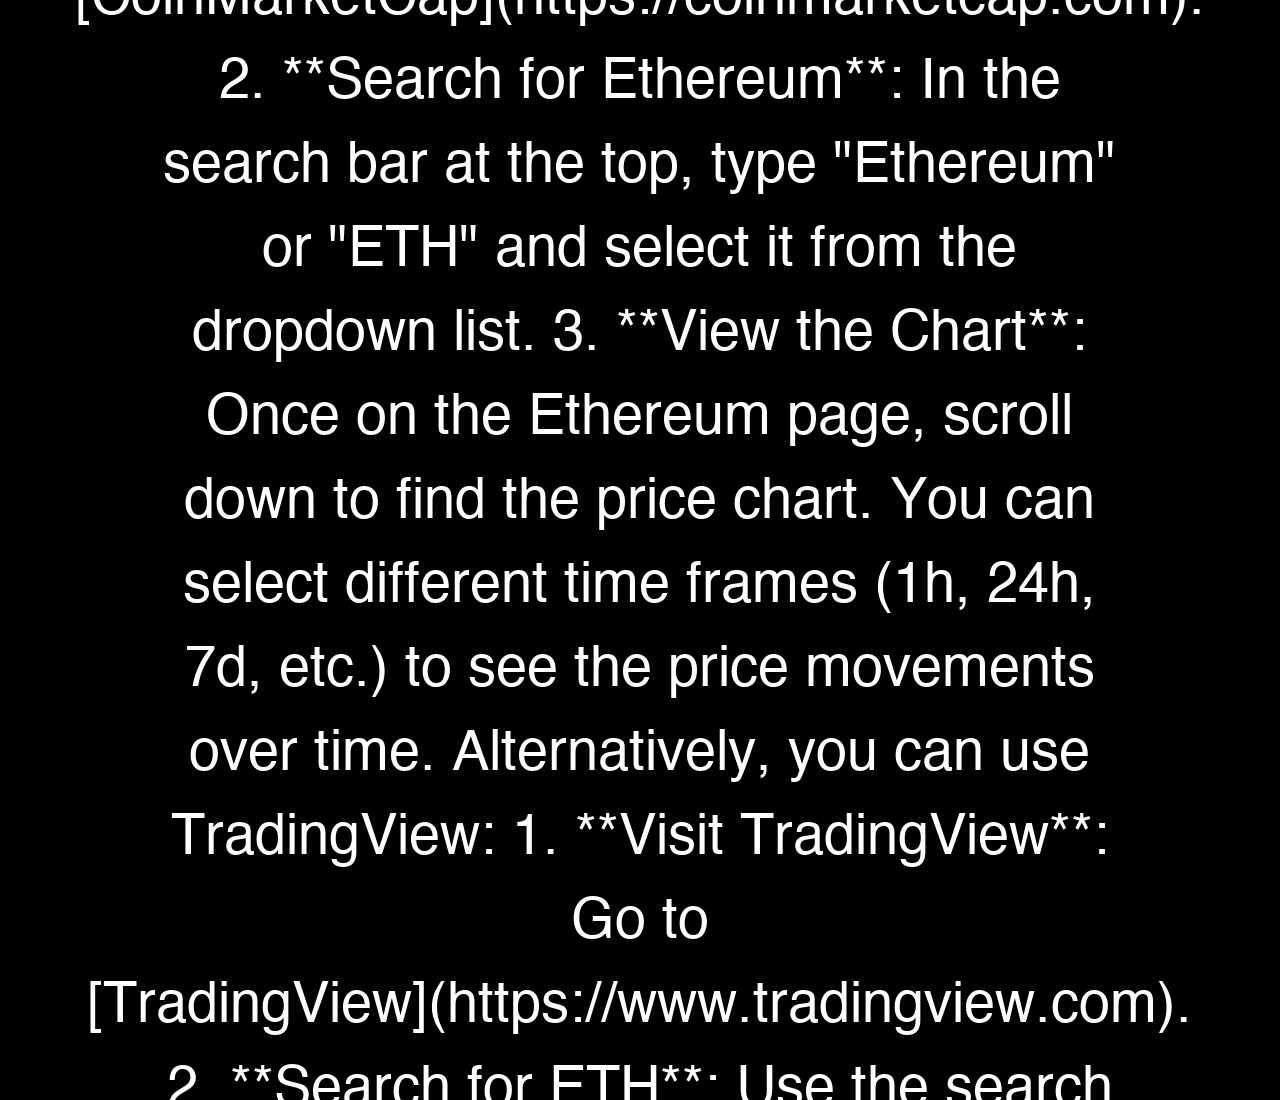 [CoinMarketCap](https://coinmarketcap.com).
2. **Search for Ethereum**: In the
search bar at the top, type "Ethereum"
or "ETH" and select it from the
dropdown list. 3. **View the Chart**:
Once on the Ethereum page, scroll
down to find the price chart. You can
select different time frames (1h, 24h,
7d, etc.) to see the price movements
over time. Alternatively, you can use
TradingView: 1. **Visit TradingView**:
Go to
[TradingView](https://www.tradingview.com).
2. **Search for ETH**: Use the search